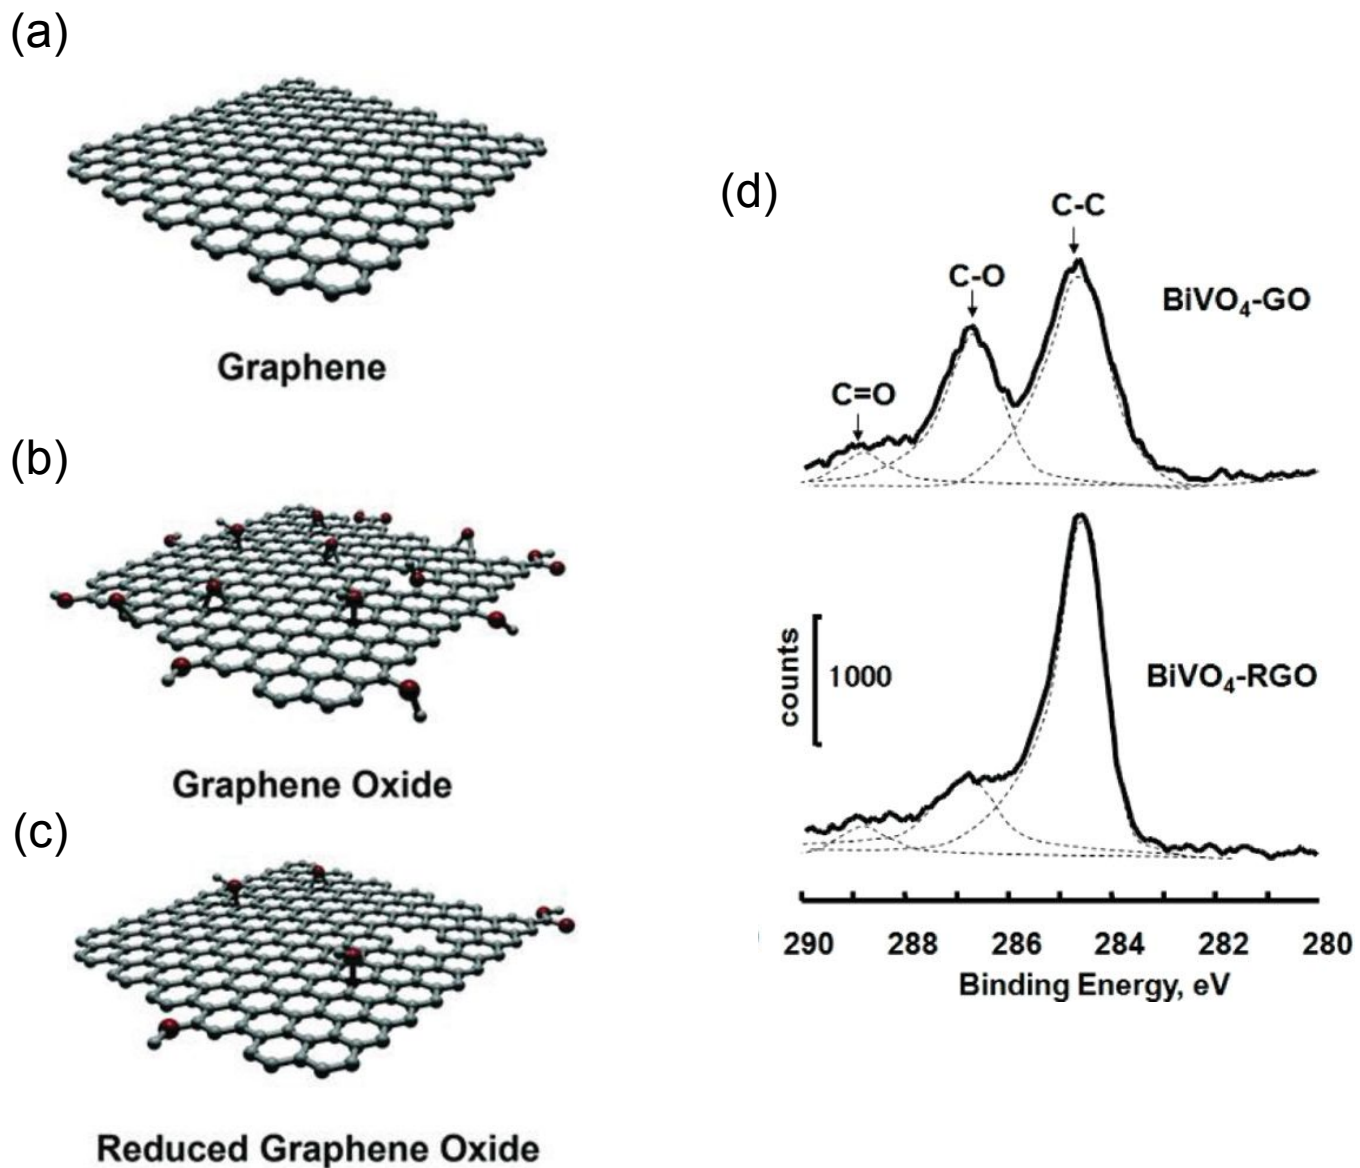 (a)
Graphene
(b)
Graphene Oxide
(c)
Reduced Graphene Oxide
(d)
C-C
C-O
C=O
BiVO₄-GO
counts
1000
BiVO₄-RGO
290 288 286 284 282 280
Binding Energy, eV